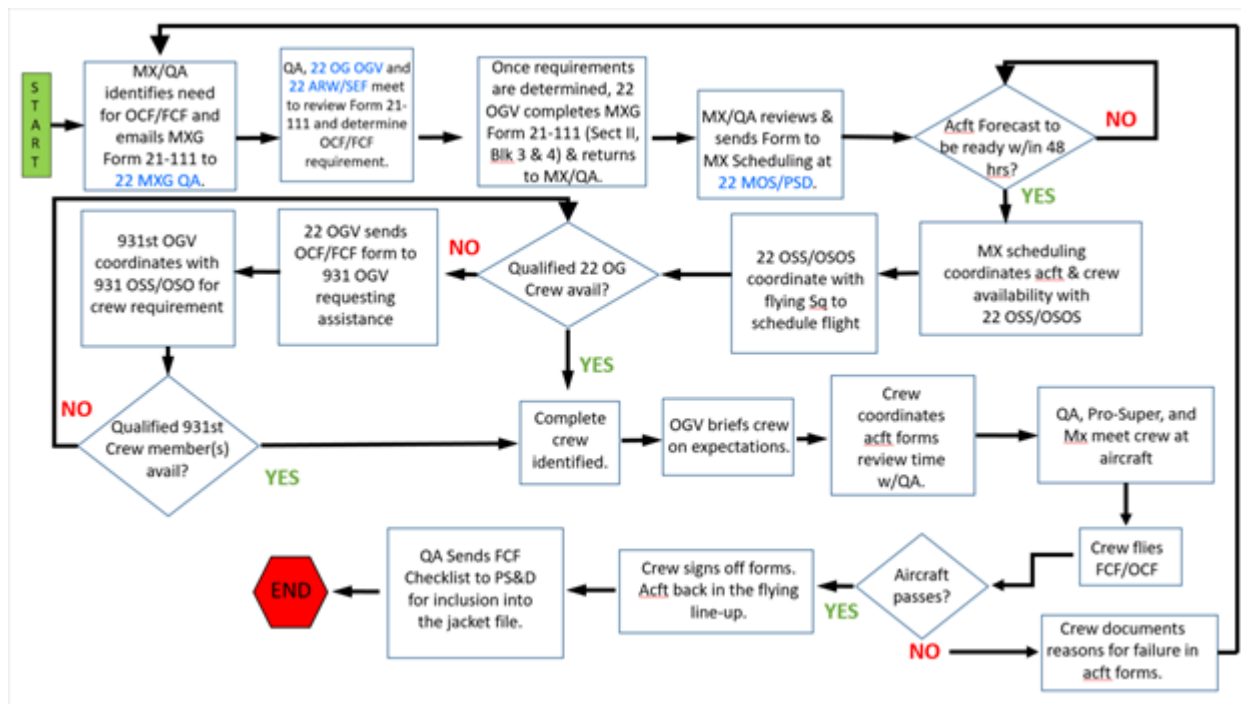 START
MX/QA
identifies need
for OCF/FCF and
emails MXG
Form 21-111 to
22 MXG QA.
QA, 22 OG OGV and
22 ARW/SEF meet
to review Form 21-
111 and determine
OCF/FCF
requirement.
Once requirements
are determined, 22
OGV completes MXG
Form 21-111 (Sect II,
Blk 3 & 4) & returns
to MX/QA.
MX/QA reviews &
sends Form to
MX Scheduling at
22 MOS/PSD.
Acft Forecast to
be ready w/in 48
hrs?
NO
YES
MX scheduling
coordinates acft & crew
availability with
22 OSS/OSOS
22 OSS/OSOS
coordinate with
flying Sq to
schedule flight
Qualified 22 OG
Crew avail?
NO
YES
22 OGV sends
OCF/FCF form to
931 OGV
requesting
assistance
931st OGV
coordinates with
931 OSS/OSO for
crew requirement
Qualified 931st
Crew member(s)
avail?
NO
YES
Complete
crew
identified.
OGV briefs crew
on expectations.
Crew
coordinates
acft forms
review time
w/QA.
QA, Pro-Super, and
Mx meet crew at
aircraft
Crew flies
FCF/OCF
Aircraft
passes?
YES
NO
Crew documents
reasons for failure in
acft forms.
Crew signs off forms.
Acft back in the flying
line-up.
QA Sends FCF
Checklist to PS&D
for inclusion into
the jacket file.
END